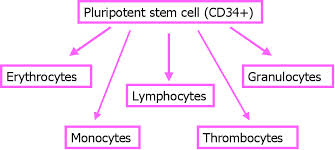 Pluripotent stem cell (CD34+)
Erythrocytes
Granulocytes
Lymphocytes
Monocytes
Thrombocytes